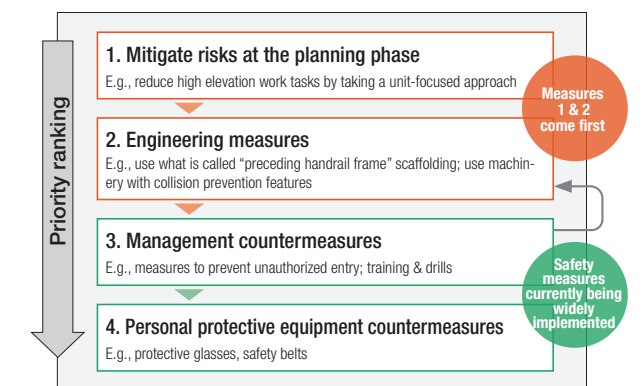 Priority ranking
1. Mitigate risks at the planning phase
E.g., reduce high elevation work tasks by taking a unit-focused approach
Measures
1 & 2
come first
2. Engineering measures
E.g., use what is called “preceding handrail frame” scaffolding; use machin-
ery with collision prevention features
3. Management countermeasures
E.g., measures to prevent unauthorized entry; training & drills
Safety
measures
currently being
widely
implemented
4. Personal protective equipment countermeasures
E.g., protective glasses, safety belts